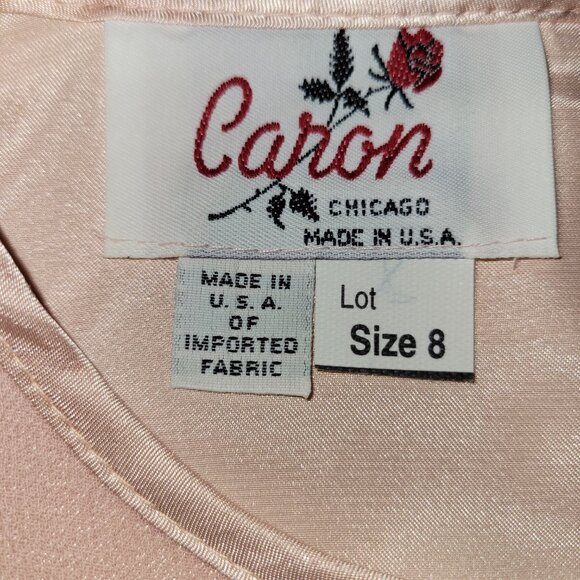 Caron
CHICAGO
MADE IN U.S.A.
MADE IN
U.S.A.
OF
IMPORTED
FABRIC
Lot
Size 8